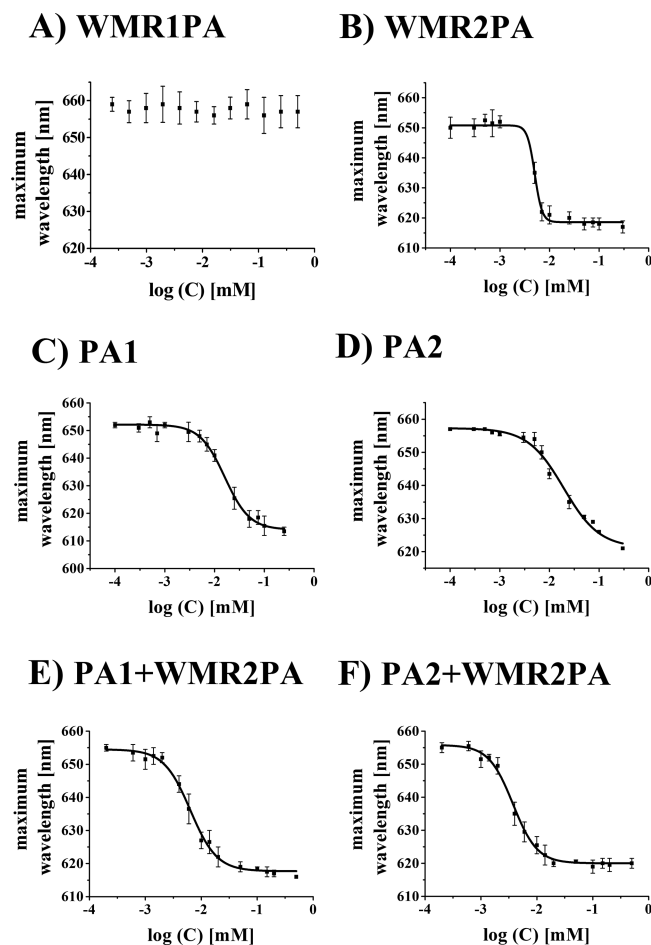 A) WMR1PA
B) WMR2PA
maximum
wavelength [nm]
660
650
640
630
620
-4
-3
-2
-1
0
log (C) [mM]
maximum
wavelength [nm]
660
650
640
630
620
610
-4
-3
-2
-1
0
log (C) [mM]
C) PA1
D) PA2
maximum
wavelength [nm]
660
650
640
630
620
610
600
-4
-3
-2
-1
0
log (C) [mM]
maximum
wavelength [nm]
660
650
640
630
620
-4
-3
-2
-1
0
log (C) [mM]
E) PA1+WMR2PA
F) PA2+WMR2PA
maximum
wavelength [nm]
660
650
640
630
620
610
-4
-3
-2
-1
0
log (C) [mM]
maximum
wavelength [nm]
660
650
640
630
620
610
-4
-3
-2
-1
0
log (C) [mM]